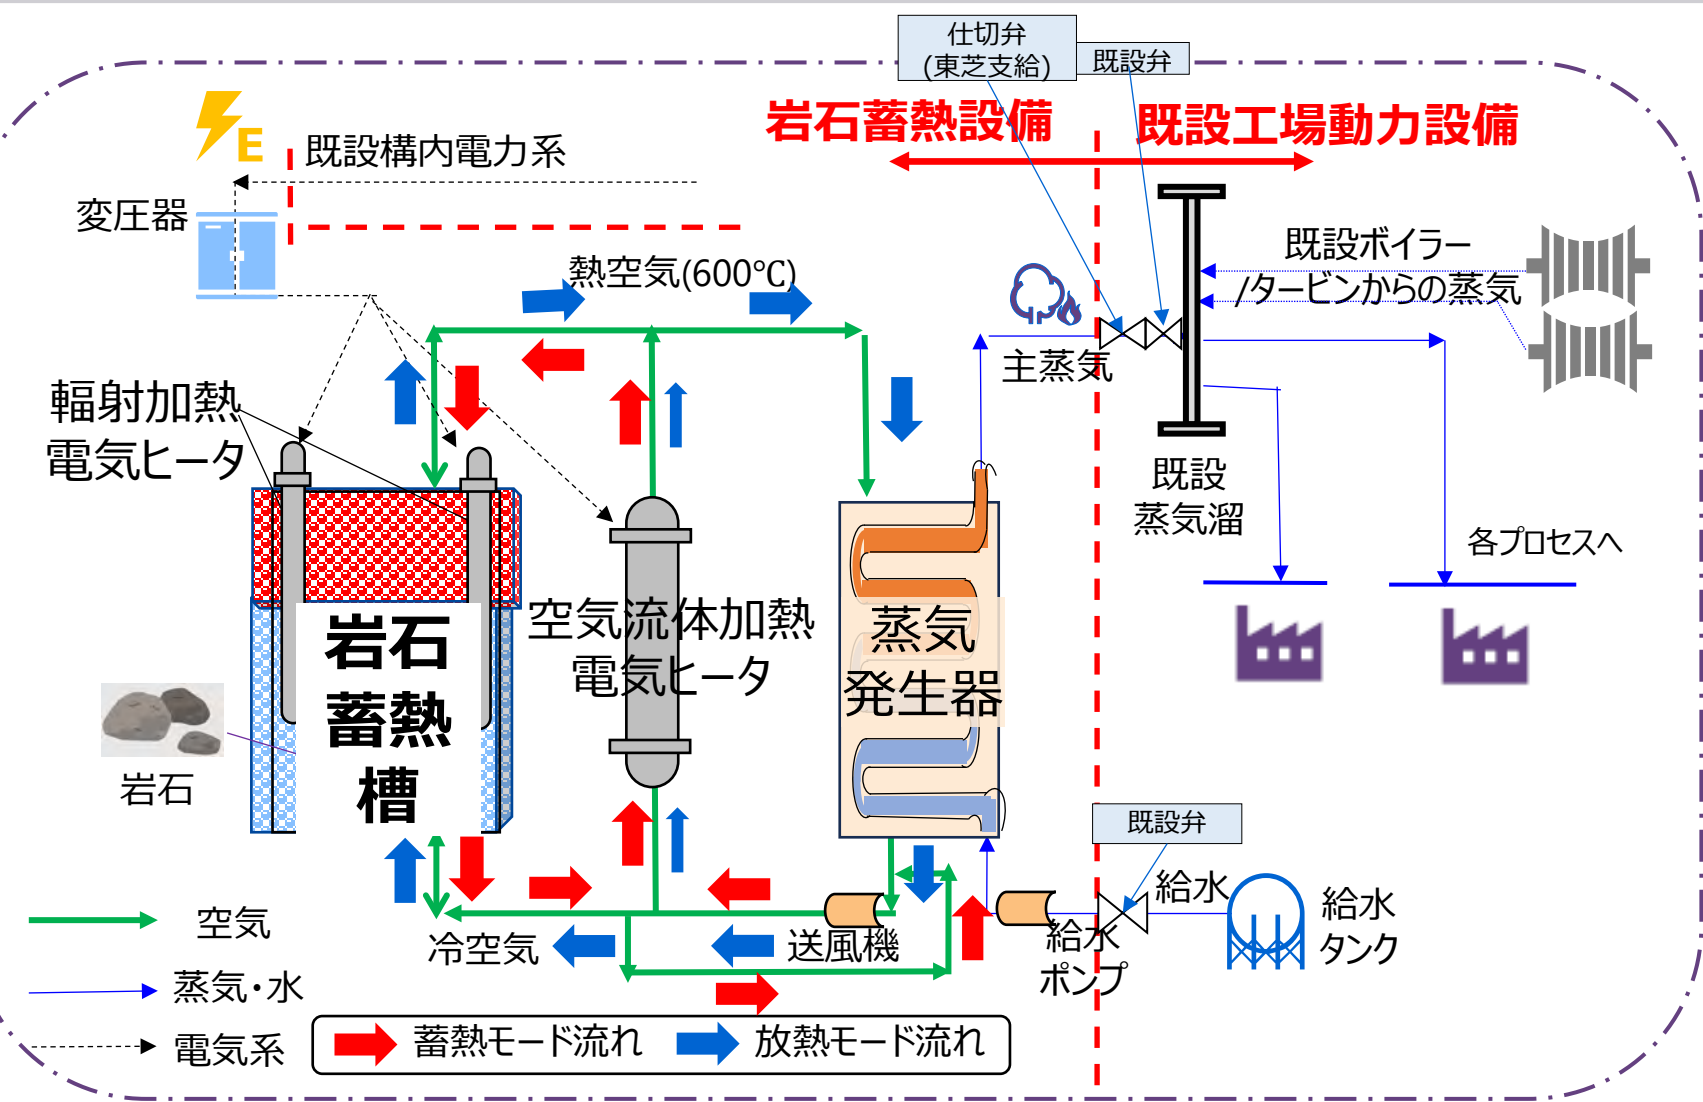 仕切弁
(東芝支給)
既設弁
岩石蓄熱設備
既設工場動力設備
E
既設構内電力系
変圧器
熱空気(600℃)
既設ボイラー
/タービンからの蒸気
主蒸気
輻射加熱
電気ヒータ
既設
蒸気溜
各プロセスへ
岩石
蓄熱
槽
空気流体加熱
電気ヒータ
蒸気
発生器
岩石
既設弁
給水
給水
タンク
空気
冷空気
送風機
給水
ポンプ
蒸気・水
電気系
蓄熱モード流れ
放熱モード流れ